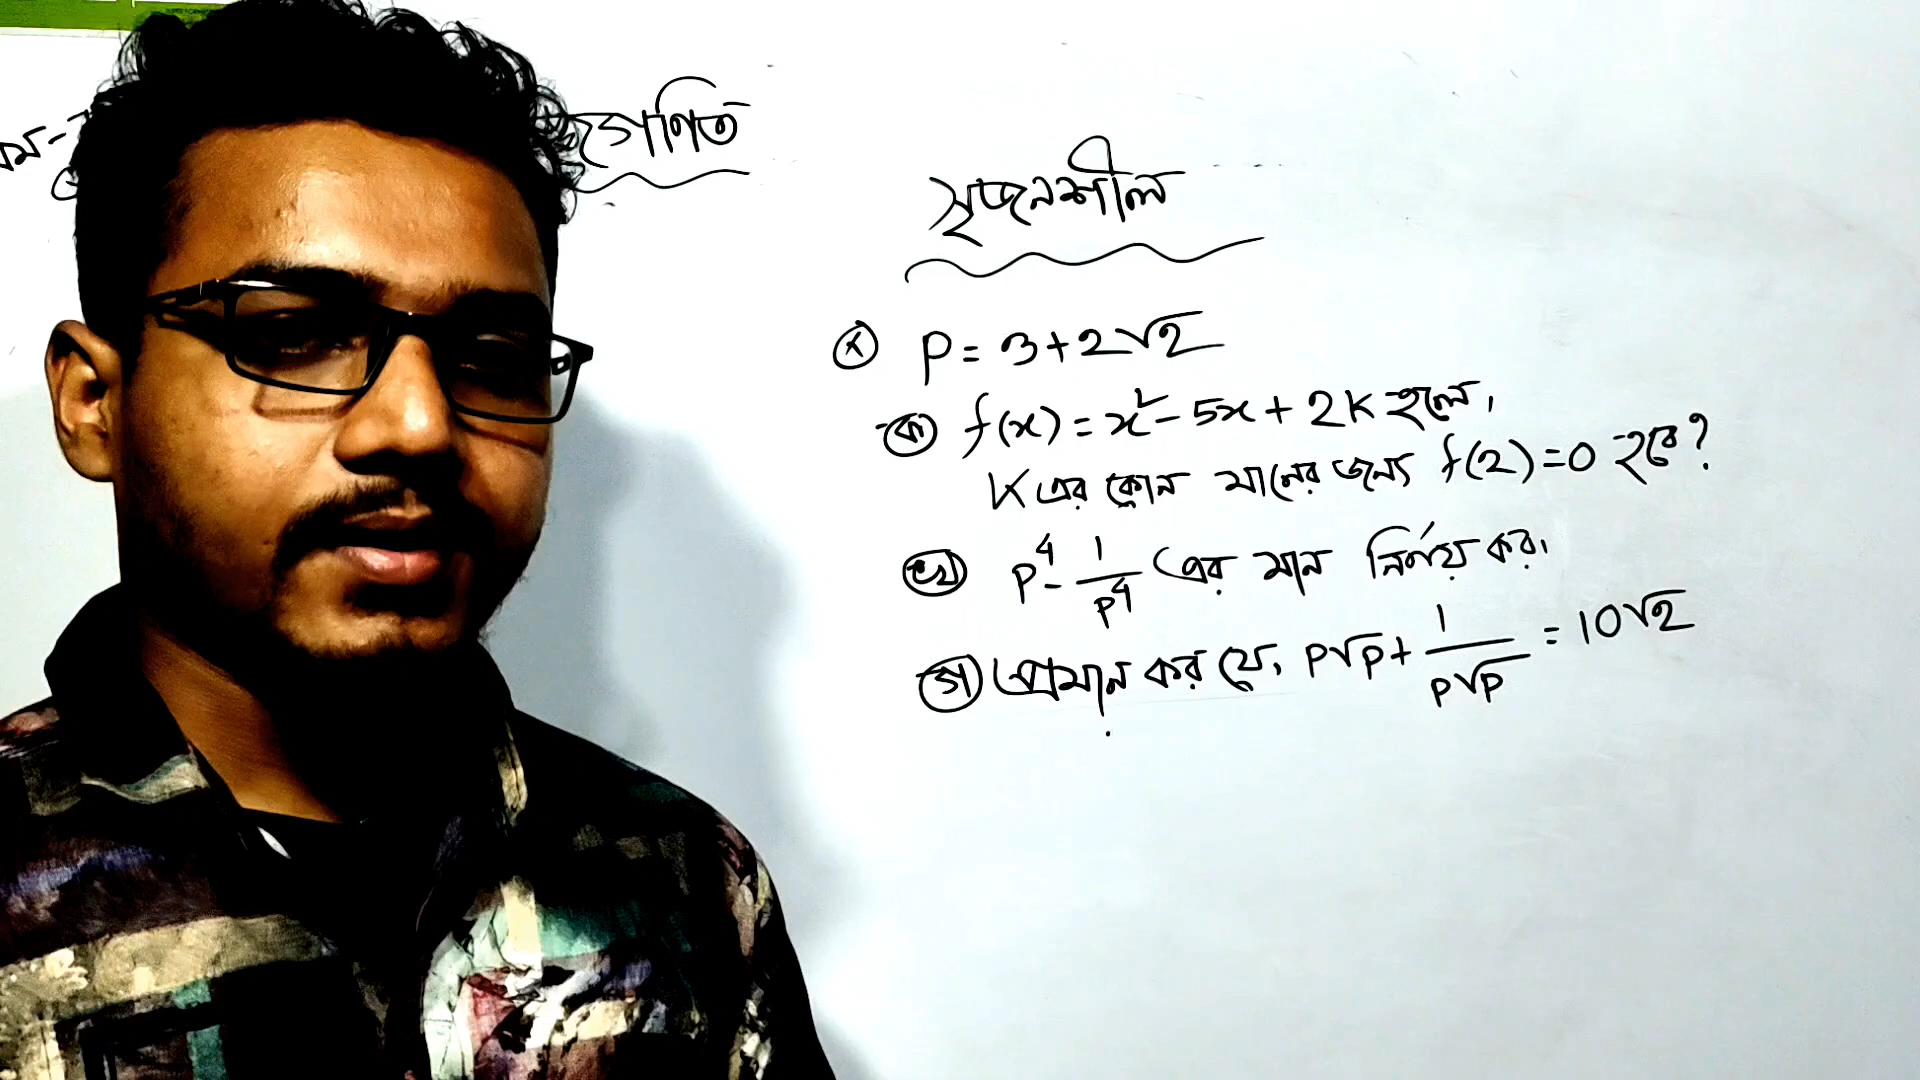 গণিত
সৃজনশীল
p = 3+2√2
ক f(x) = x² - 5x + 2K হলে,
K এর কোন মানের জন্য f(2)=0 হবে?
খ p⁴ - 1/p⁴ এর মান নির্ণয় কর।
গ প্রমান কর যে, p√p + 1/p√p = 10√2